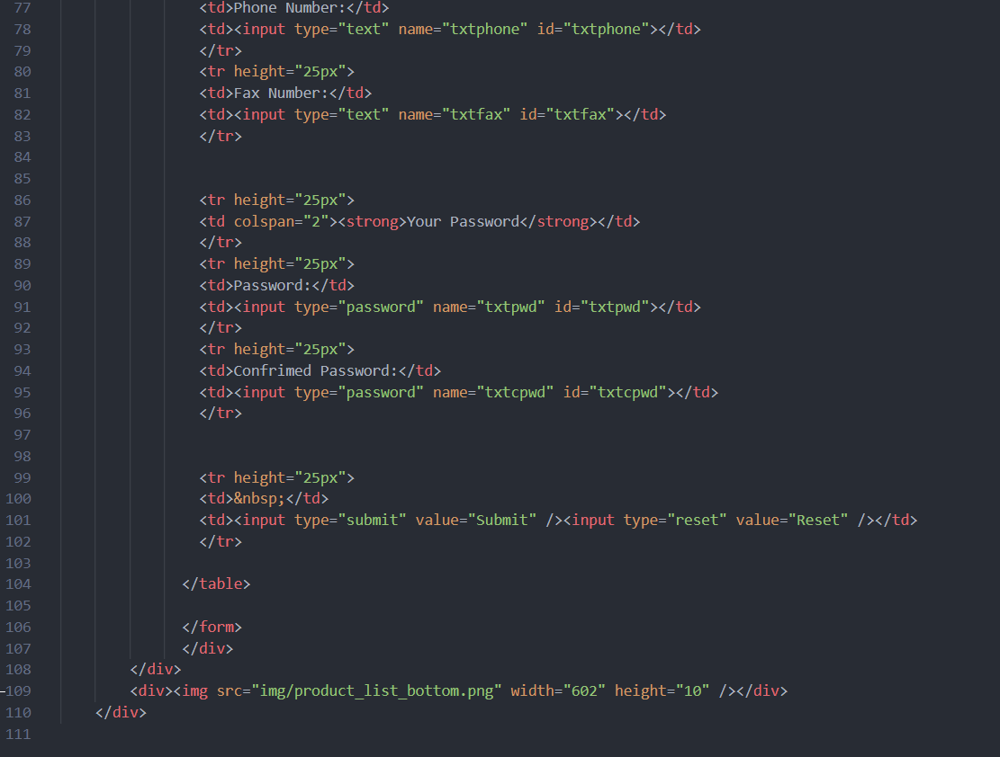 77 <td>Phone Number:</td>
78 <td><input type="text" name="txtphone" id="txtphone"></td>
79 </tr>
80 <tr height="25px">
81 <td>Fax Number:</td>
82 <td><input type="text" name="txtfax" id="txtfax"></td>
83 </tr>
84
85
86 <tr height="25px">
87 <td colspan="2"><strong>Your Password</strong></td>
88 </tr>
89 <tr height="25px">
90 <td>Password:</td>
91 <td><input type="password" name="txtpwd" id="txtpwd"></td>
92 </tr>
93 <tr height="25px">
94 <td>Confrimed Password:</td>
95 <td><input type="password" name="txtcpwd" id="txtcpwd"></td>
96 </tr>
97
98
99 <tr height="25px">
100 <td>&nbsp;</td>
101 <td><input type="submit" value="Submit" /><input type="reset" value="Reset" /></td>
102 </tr>
103
104 </table>
105
106 </form>
107 </div>
108 </div>
109 <div><img src="img/product_list_bottom.png" width="602" height="10" /></div>
110 </div>
111